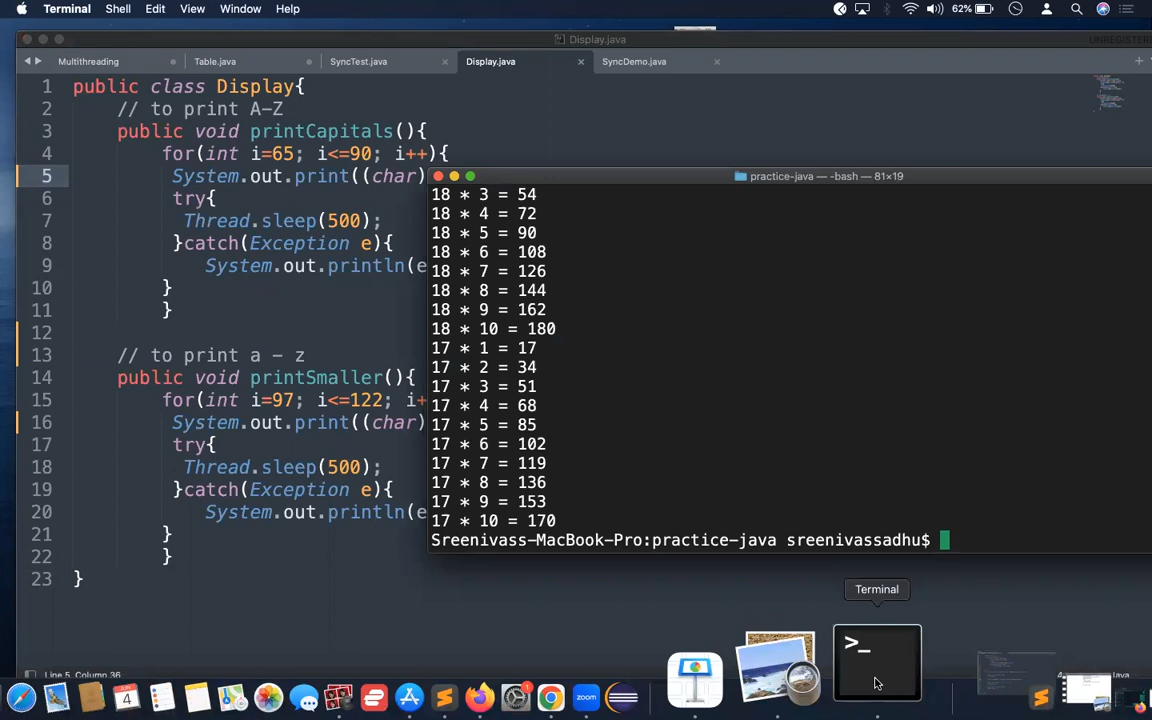 Terminal Shell Edit View Window Help 62%
Display.java
UNREGISTER
Multithreading Table.java SyncTest.java Display.java SyncDemo.java
1 public class Display{
2 // to print A-Z
3 public void printCapitals(){
4 for(int i=65; i<=90; i++){
5 System.out.print((char)
6 try{
7 Thread.sleep(500);
8 }catch(Exception e){
9 System.out.println(e
10 }
11 }
12
13 // to print a - z
14 public void printSmaller(){
15 for(int i=97; i<=122; i+
16 System.out.print((char)
17 try{
18 Thread.sleep(500);
19 }catch(Exception e){
20 System.out.println(e
21 }
22 }
23 }
practice-java — -bash — 81×19
18 * 3 = 54
18 * 4 = 72
18 * 5 = 90
18 * 6 = 108
18 * 7 = 126
18 * 8 = 144
18 * 9 = 162
18 * 10 = 180
17 * 1 = 17
17 * 2 = 34
17 * 3 = 51
17 * 4 = 68
17 * 5 = 85
17 * 6 = 102
17 * 7 = 119
17 * 8 = 136
17 * 9 = 153
17 * 10 = 170
Sreenivass-MacBook-Pro:practice-java sreenivassadhu$
Terminal
>_
Line 5, Column 36
JUN
4
zoom